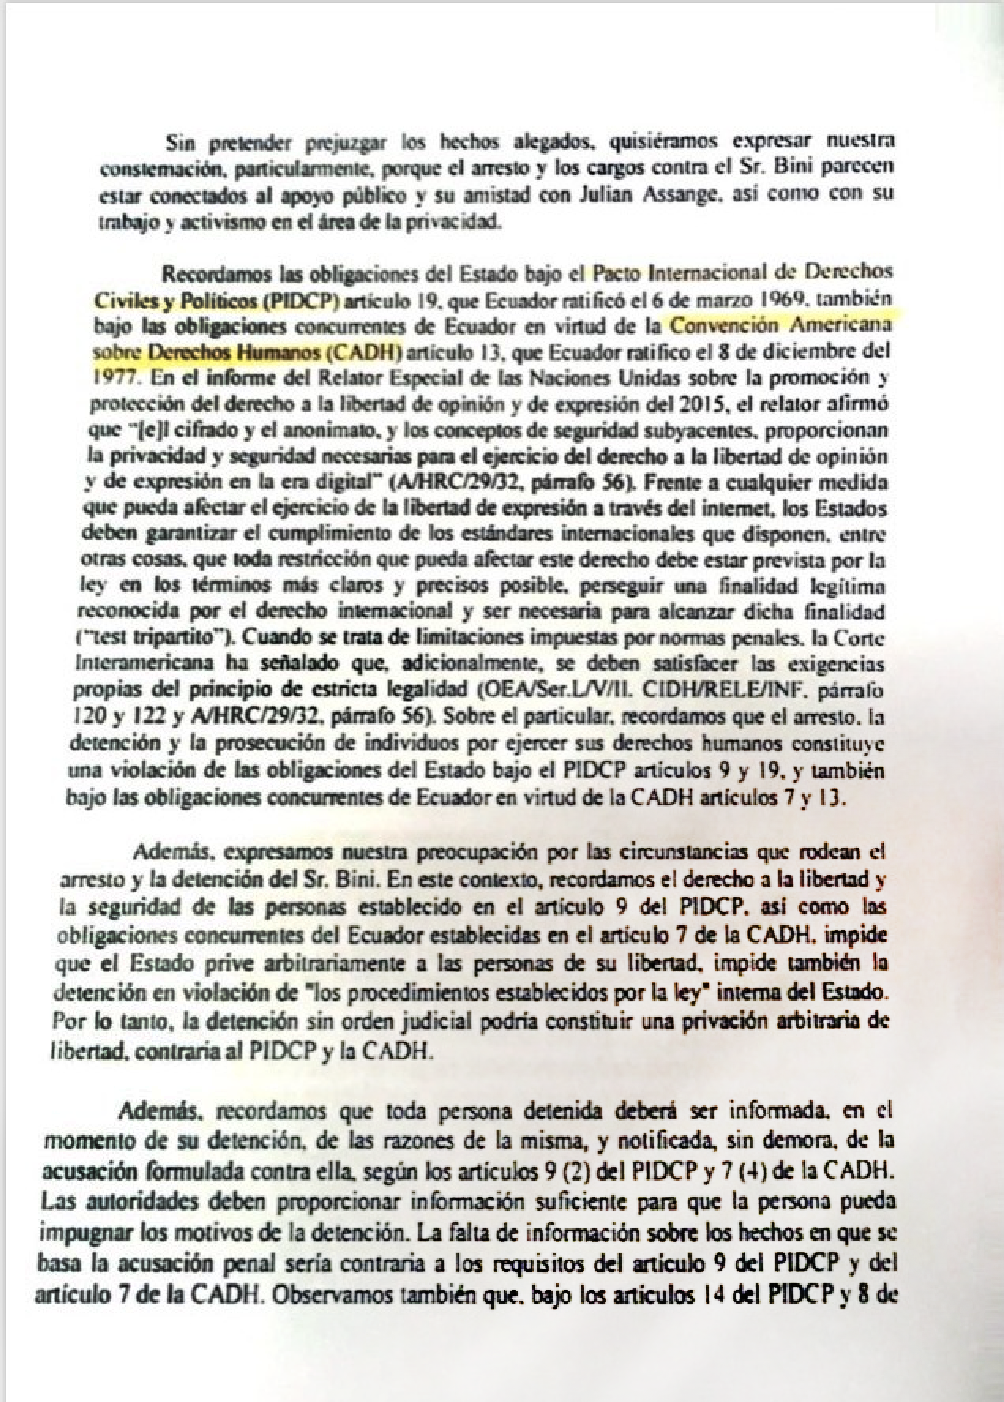 Sin pretender prejuzgar los hechos alegados, quisiéramos expresar nuestra
consternación, particularmente, porque el arresto y los cargos contra el Sr. Bini parecen
estar conectados al apoyo público y su amistad con Julian Assange, así como con su
trabajo y activismo en el área de la privacidad.
Recordamos las obligaciones del Estado bajo el Pacto Internacional de Derechos
Civiles y Políticos (PIDCP) artículo 19, que Ecuador ratificó el 6 de marzo 1969, también
bajo las obligaciones concurrentes de Ecuador en virtud de la Convención Americana
sobre Derechos Humanos (CADH) artículo 13, que Ecuador ratifico el 8 de diciembre del
1977. En el informe del Relator Especial de las Naciones Unidas sobre la promoción y
protección del derecho a la libertad de opinión y de expresión del 2015, el relator afirmó
que "[e]l cifrado y el anonimato, y los conceptos de seguridad subyacentes, proporcionan
la privacidad y seguridad necesarias para el ejercicio del derecho a la libertad de opinión
y de expresión en la era digital" (A/HRC/29/32, párrafo 56). Frente a cualquier medida
que pueda afectar el ejercicio de la libertad de expresión a través del internet, los Estados
deben garantizar el cumplimiento de los estándares internacionales que disponen, entre
otras cosas, que toda restricción que pueda afectar este derecho debe estar prevista por la
ley en los términos más claros y precisos posible, perseguir una finalidad legítima
reconocida por el derecho internacional y ser necesaria para alcanzar dicha finalidad
("test tripartito"). Cuando se trata de limitaciones impuestas por normas penales, la Corte
Interamericana ha señalado que, adicionalmente, se deben satisfacer las exigencias
propias del principio de estricta legalidad (OEA/Ser.L/V/II. CIDH/RELE/INF. párrafo
120 y 122 y A/HRC/29/32, párrafo 56). Sobre el particular, recordamos que el arresto, la
detención y la prosecución de individuos por ejercer sus derechos humanos constituye
una violación de las obligaciones del Estado bajo el PIDCP artículos 9 y 19, y también
bajo las obligaciones concurrentes de Ecuador en virtud de la CADH artículos 7 y 13.
Además, expresamos nuestra preocupación por las circunstancias que rodean el
arresto y la detención del Sr. Bini. En este contexto, recordamos el derecho a la libertad y
la seguridad de las personas establecido en el artículo 9 del PIDCP, así como las
obligaciones concurrentes del Ecuador establecidas en el artículo 7 de la CADH, impide
que el Estado prive arbitrariamente a las personas de su libertad, impide también la
detención en violación de "los procedimientos establecidos por la ley" interna del Estado.
Por lo tanto, la detención sin orden judicial podría constituir una privación arbitraria de
libertad, contraria al PIDCP y la CADH.
Además, recordamos que toda persona detenida deberá ser informada, en el
momento de su detención, de las razones de la misma, y notificada, sin demora, de la
acusación formulada contra ella, según los artículos 9 (2) del PIDCP y 7 (4) de la CADH.
Las autoridades deben proporcionar información suficiente para que la persona pueda
impugnar los motivos de la detención. La falta de información sobre los hechos en que se
basa la acusación penal sería contraria a los requisitos del artículo 9 del PIDCP y del
artículo 7 de la CADH. Observamos también que, bajo los artículos 14 del PIDCP y 8 de